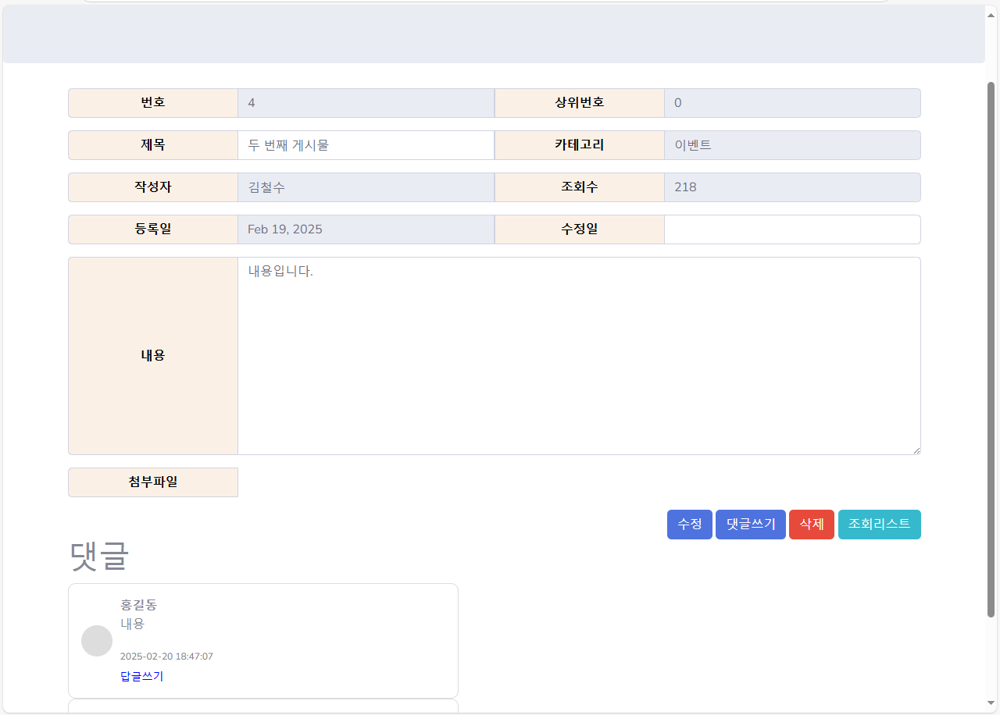 번호 4 상위번호 0
제목 두 번째 게시물 카테고리 이벤트
작성자 김철수 조회수 218
등록일 Feb 19, 2025 수정일
내용 내용입니다.
첨부파일
수정 댓글쓰기 삭제 조회리스트
댓글
홍길동
내용
2025-02-20 18:47:07
답글쓰기